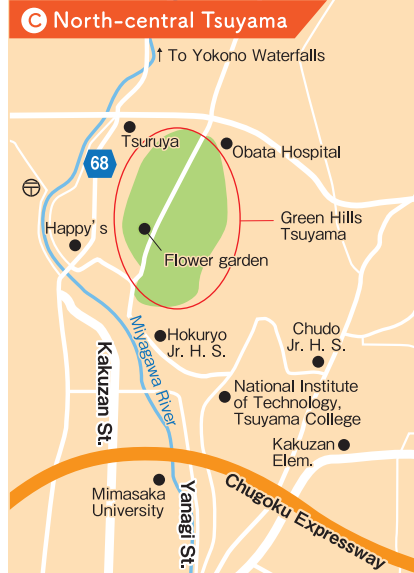 C North-central Tsuyama
↑ To Yokono Waterfalls
Tsuruya
Obata Hospital
68
〒
Green Hills
Tsuyama
Happy's
Flower garden
Miyagawa River
Hokuryo
Jr. H. S.
Chudo
Jr. H. S.
Kakuzan St.
National Institute
of Technology,
Tsuyama College
Kakuzan
Elem.
Mimasaka
University
Yanagi St.
Chugoku Expressway